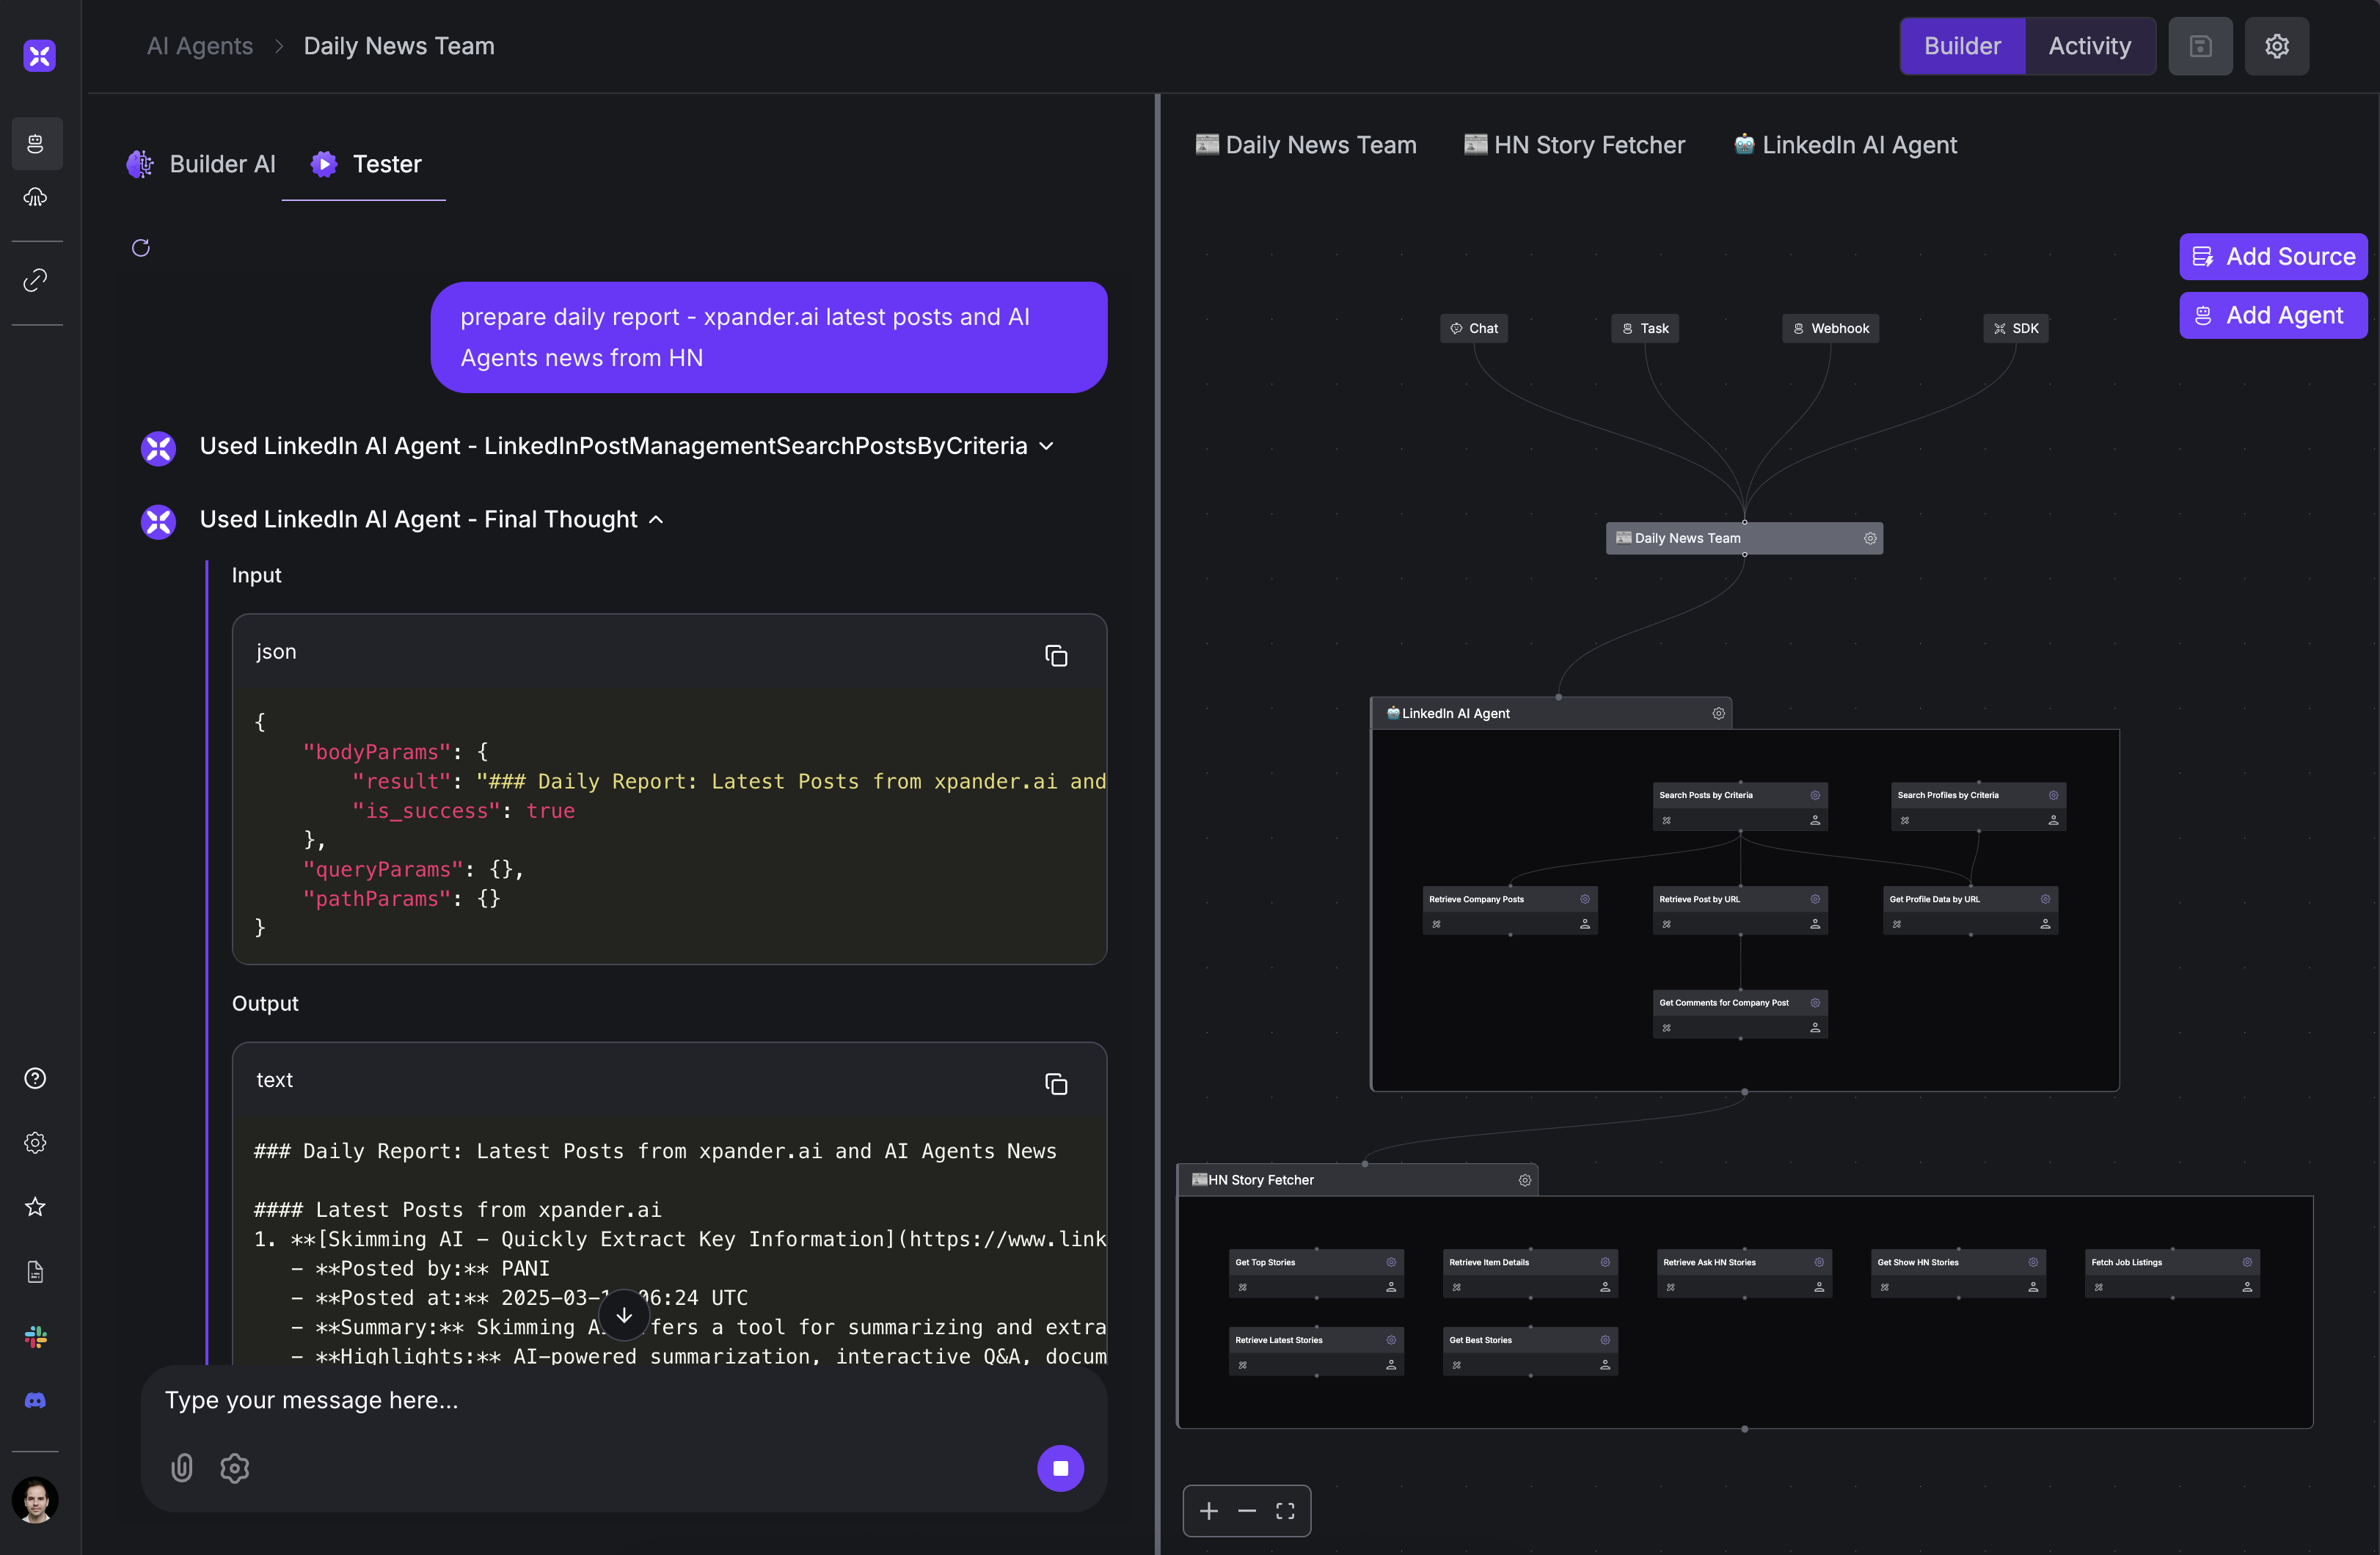 AI Agents > Daily News Team
Builder Activity
Builder AI Tester
prepare daily report - xpander.ai latest posts and AI
Agents news from HN
Used LinkedIn AI Agent - LinkedInPostManagementSearchPostsByCriteria
Used LinkedIn AI Agent - Final Thought
Input
json
{
"bodyParams": {
"result": "### Daily Report: Latest Posts from xpander.ai and
"is_success": true
},
"queryParams": {},
"pathParams": {}
}
Output
text
### Daily Report: Latest Posts from xpander.ai and AI Agents News
#### Latest Posts from xpander.ai
1. **[Skimming AI – Quickly Extract Key Information](https://www.link
– **Posted by:** PANI
– **Posted at:** 2025-03-1 06:24 UTC
– **Summary:** Skimming A ffers a tool for summarizing and extra
– **Highlights:** AI-powered summarization, interactive Q&A, docum
Type your message here...
Daily News Team HN Story Fetcher LinkedIn AI Agent
Add Source
Add Agent
Chat Task Webhook SDK
Daily News Team
LinkedIn AI Agent
Search Posts by Criteria Search Profiles by Criteria
Retrieve Company Posts Retrieve Post by URL Get Profile Data by URL
Get Comments for Company Post
HN Story Fetcher
Get Top Stories Retrieve Item Details Retrieve Ask HN Stories Get Show HN Stories Fetch Job Listings
Retrieve Latest Stories Get Best Stories